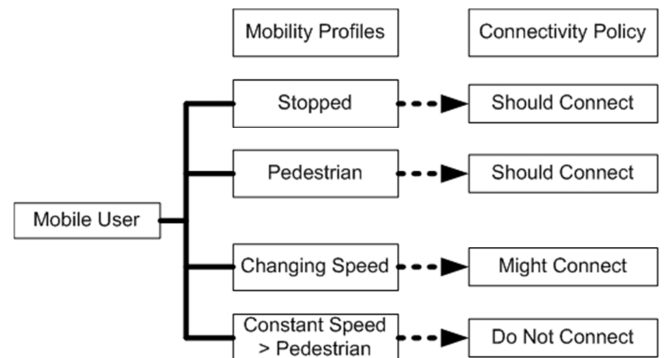 Mobility Profiles
Connectivity Policy
Stopped
Should Connect
Pedestrian
Should Connect
Mobile User
Changing Speed
Might Connect
Constant Speed
> Pedestrian
Do Not Connect